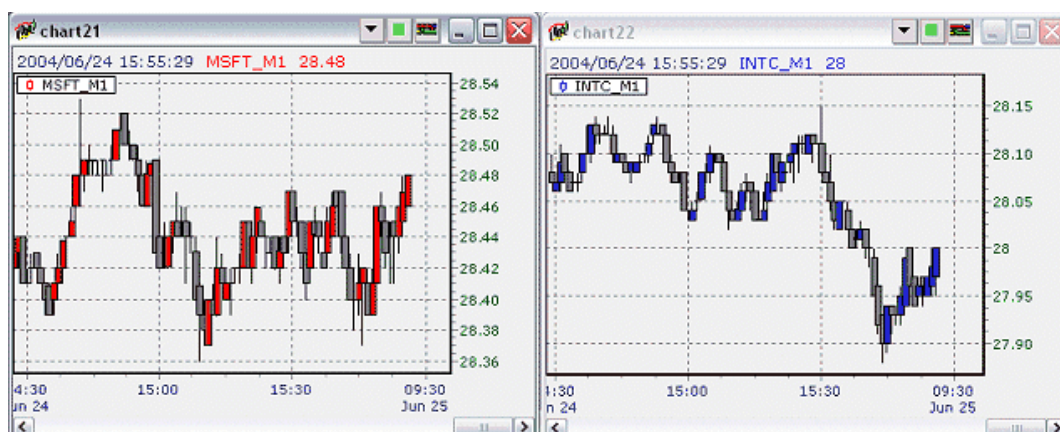 chart21
2004/06/24 15:55:29 MSFT_M1 28.48
MSFT_M1
28.54
28.52
28.50
28.48
28.46
28.44
28.42
28.40
28.38
28.36
4:30 15:00 15:30 09:30
un 24 Jun 25
chart22
2004/06/24 15:55:29 INTC_M1 28
INTC_M1
28.15
28.10
28.05
28
27.95
27.90
4:30 15:00 15:30 09:30
n 24 Jun 25